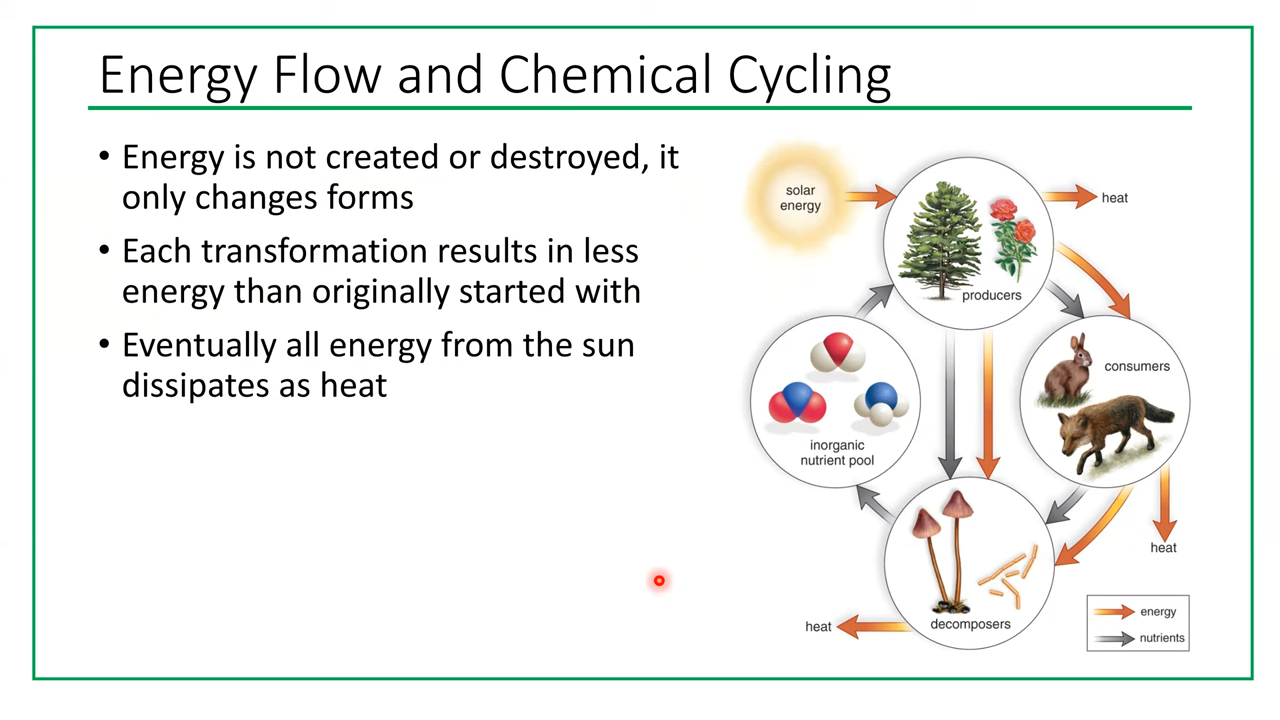 Energy Flow and Chemical Cycling
• Energy is not created or destroyed, it
only changes forms
• Each transformation results in less
energy than originally started with
• Eventually all energy from the sun
dissipates as heat
solar
energy
heat
producers
consumers
inorganic
nutrient pool
heat
decomposers
heat
energy
nutrients